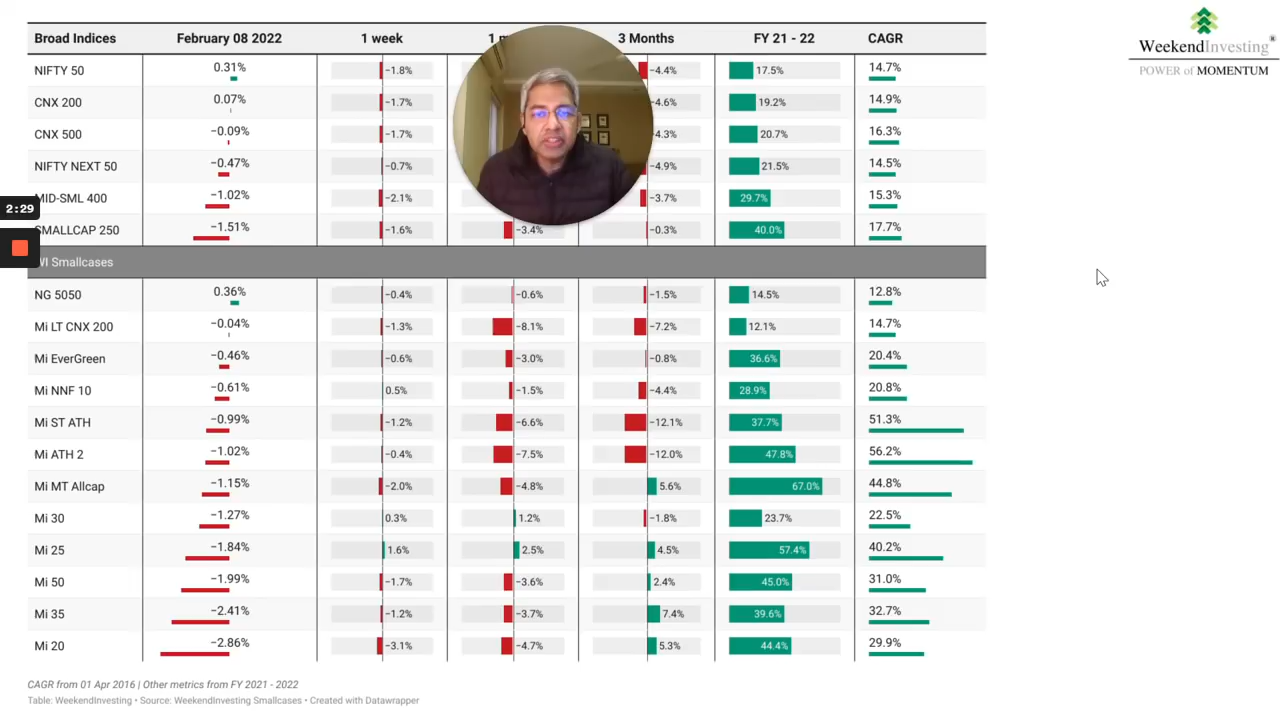 Broad Indices February 08 2022 1 week 1 3 Months FY 21 - 22 CAGR
NIFTY 50 0.31% −1.8% −4.4% 17.5% 14.7%
CNX 200 0.07% −1.7% −4.6% 19.2% 14.9%
CNX 500 −0.09% −1.7% −4.3% 20.7% 16.3%
NIFTY NEXT 50 −0.47% −0.7% −4.9% 21.5% 14.5%
MID-SML 400 −1.02% −2.1% −3.7% 29.7% 15.3%
SMALLCAP 250 −1.51% −1.6% −3.4% −0.3% 40.0% 17.7%
WI Smallcases
NG 5050 0.36% −0.4% −0.6% −1.5% 14.5% 12.8%
Mi LT CNX 200 −0.04% −1.3% −8.1% −7.2% 12.1% 14.7%
Mi EverGreen −0.46% −0.6% −3.0% −0.8% 36.6% 20.4%
Mi NNF 10 −0.61% 0.5% −1.5% −4.4% 28.9% 20.8%
Mi ST ATH −0.99% −1.2% −6.6% −12.1% 37.7% 51.3%
Mi ATH 2 −1.02% −0.4% −7.5% −12.0% 47.8% 56.2%
Mi MT Allcap −1.15% −2.0% −4.8% 5.6% 67.0% 44.8%
Mi 30 −1.27% 0.3% 1.2% −1.8% 23.7% 22.5%
Mi 25 −1.84% 1.6% 2.5% 4.5% 57.4% 40.2%
Mi 50 −1.99% −1.7% −3.6% 2.4% 45.0% 31.0%
Mi 35 −2.41% −1.2% −3.7% 7.4% 39.6% 32.7%
Mi 20 −2.86% −3.1% −4.7% 5.3% 44.4% 29.9%
CAGR from 01 Apr 2016 | Other metrics from FY 2021 - 2022
Table: WeekendInvesting • Source: WeekendInvesting Smallcases • Created with Datawrapper
2:29
WeekendInvesting®
POWER of MOMENTUM